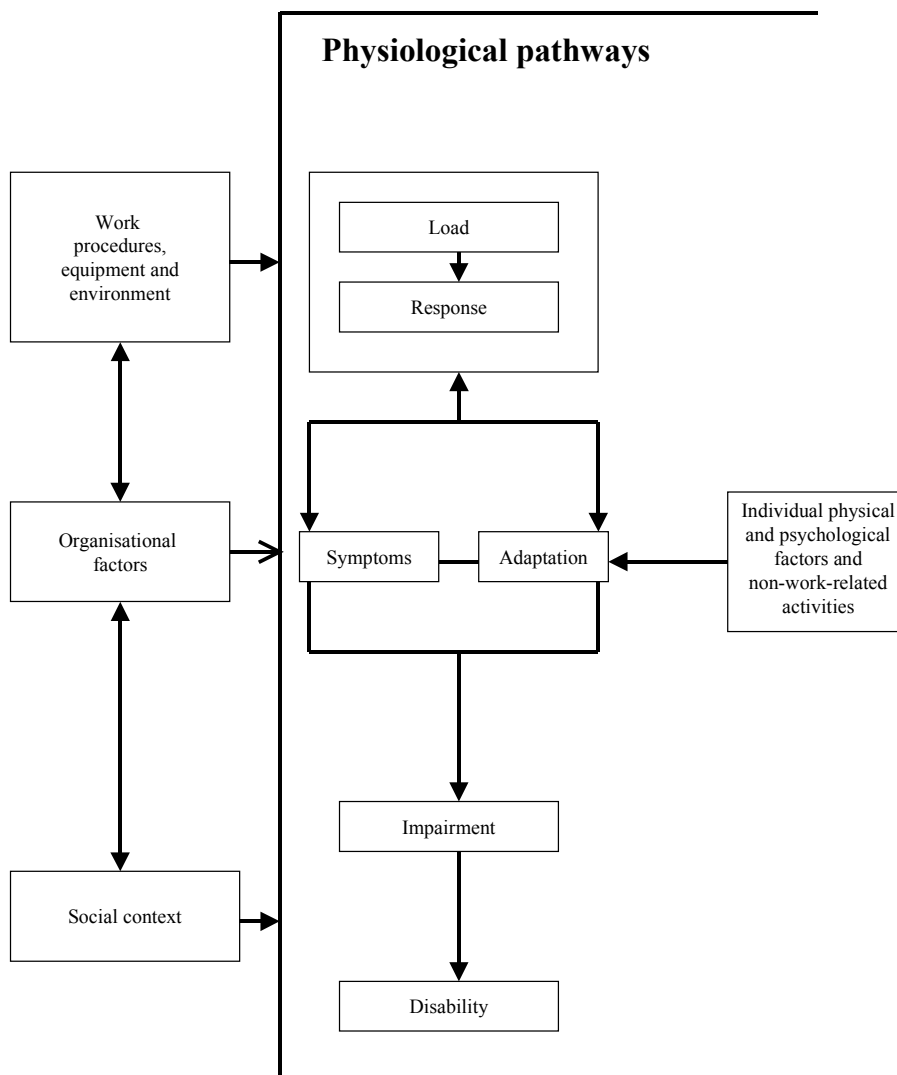 Physiological pathways
Work
procedures,
equipment and
environment
Load
Response
Organisational
factors
Symptoms
Adaptation
Individual physical
and psychological
factors and
non-work-related
activities
Impairment
Social context
Disability